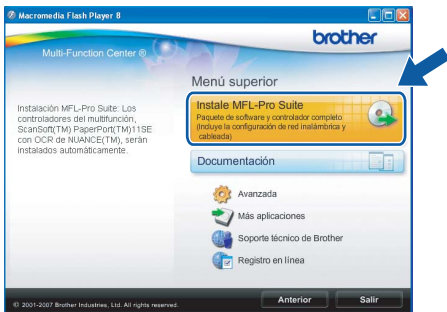 Macromedia Flash Player 8
brother
Multi-Function Center ®
Menú superior
Instalación MFL-Pro Suite. Los
controladores del multifunción,
ScanSoft(TM) PaperPort(TM)11SE
con OCR de NUANCE(TM), serán
instalados automáticamente.
Instale MFL-Pro Suite
Paquete de software y controlador completo
(Incluye la configuración de red inalámbrica y
cableada)
Documentación
Avanzada
Más aplicaciones
Soporte técnico de Brother
Registro en línea
© 2001-2007 Brother Industries, Ltd. All rights reserved.
Anterior
Salir